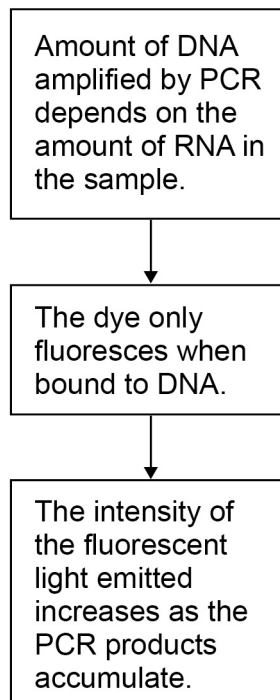 Amount of DNA
amplified by PCR
depends on the
amount of RNA in
the sample.
The dye only
fluoresces when
bound to DNA.
The intensity of
the fluorescent
light emitted
increases as the
PCR products
accumulate.